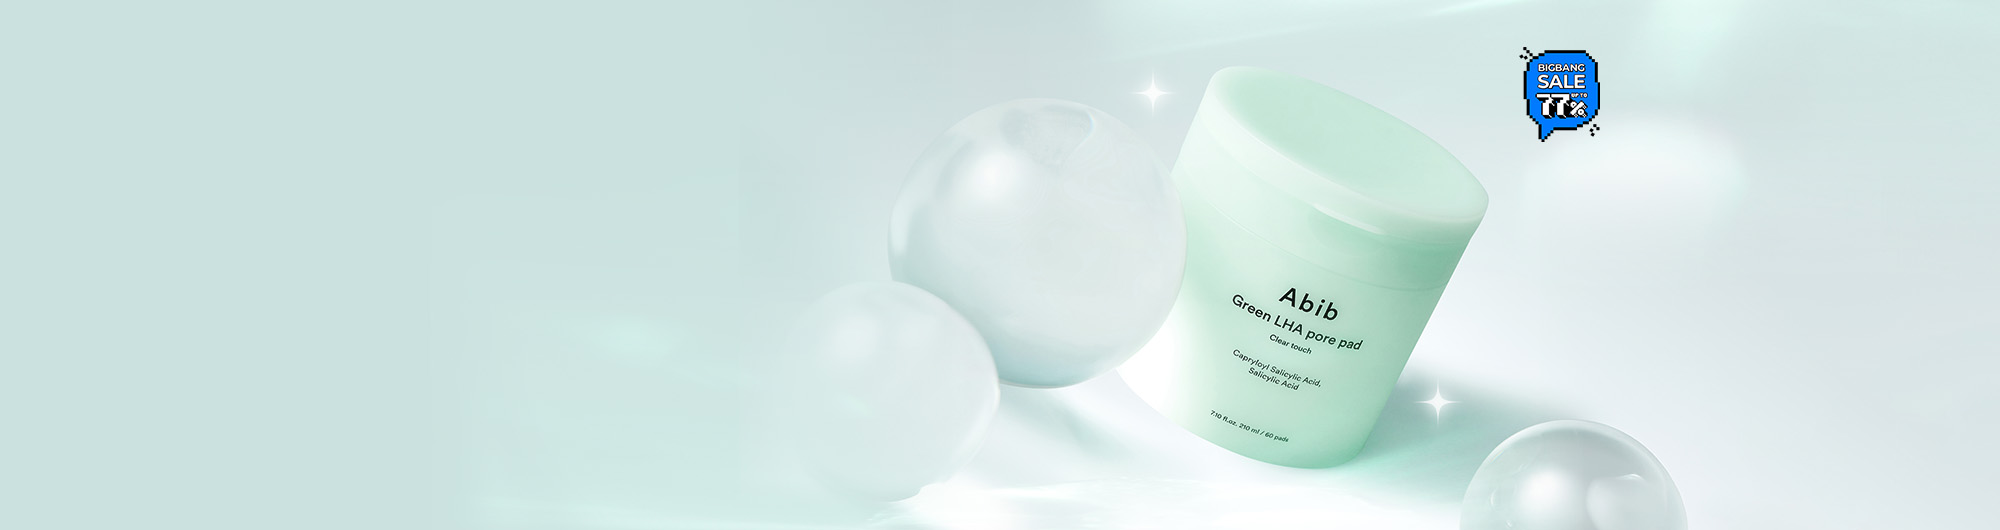 BIGBANG
SALE
UP TO
77%
Abib
Green LHA pore pad
Clear touch
Capryloyl Salicylic Acid,
Salicylic Acid
7.10 fl.oz. 210 ml / 60 pads